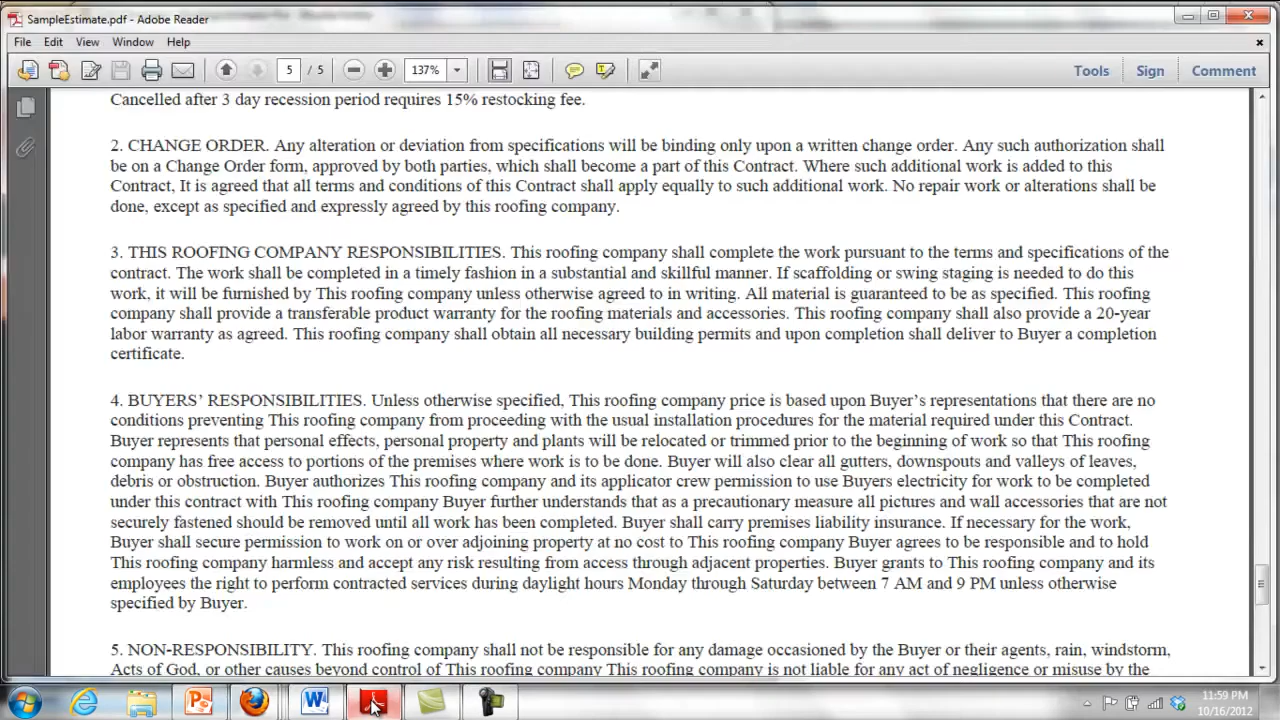 SampleEstimate.pdf - Adobe Reader
File Edit View Window Help
5 / 5 137% Tools Sign Comment
Cancelled after 3 day recession period requires 15% restocking fee.
2. CHANGE ORDER. Any alteration or deviation from specifications will be binding only upon a written change order. Any such authorization shall
be on a Change Order form, approved by both parties, which shall become a part of this Contract. Where such additional work is added to this
Contract, It is agreed that all terms and conditions of this Contract shall apply equally to such additional work. No repair work or alterations shall be
done, except as specified and expressly agreed by this roofing company.
3. THIS ROOFING COMPANY RESPONSIBILITIES. This roofing company shall complete the work pursuant to the terms and specifications of the
contract. The work shall be completed in a timely fashion in a substantial and skillful manner. If scaffolding or swing staging is needed to do this
work, it will be furnished by This roofing company unless otherwise agreed to in writing. All material is guaranteed to be as specified. This roofing
company shall provide a transferable product warranty for the roofing materials and accessories. This roofing company shall also provide a 20-year
labor warranty as agreed. This roofing company shall obtain all necessary building permits and upon completion shall deliver to Buyer a completion
certificate.
4. BUYERS’ RESPONSIBILITIES. Unless otherwise specified, This roofing company price is based upon Buyer’s representations that there are no
conditions preventing This roofing company from proceeding with the usual installation procedures for the material required under this Contract.
Buyer represents that personal effects, personal property and plants will be relocated or trimmed prior to the beginning of work so that This roofing
company has free access to portions of the premises where work is to be done. Buyer will also clear all gutters, downspouts and valleys of leaves,
debris or obstruction. Buyer authorizes This roofing company and its applicator crew permission to use Buyers electricity for work to be completed
under this contract with This roofing company Buyer further understands that as a precautionary measure all pictures and wall accessories that are not
securely fastened should be removed until all work has been completed. Buyer shall carry premises liability insurance. If necessary for the work,
Buyer shall secure permission to work on or over adjoining property at no cost to This roofing company Buyer agrees to be responsible and to hold
This roofing company harmless and accept any risk resulting from access through adjacent properties. Buyer grants to This roofing company and its
employees the right to perform contracted services during daylight hours Monday through Saturday between 7 AM and 9 PM unless otherwise
specified by Buyer.
5. NON-RESPONSIBILITY. This roofing company shall not be responsible for any damage occasioned by the Buyer or their agents, rain, windstorm,
Acts of God, or other causes beyond control of This roofing company This roofing company is not liable for any act of negligence or misuse by the
11:59 PM
10/16/2012